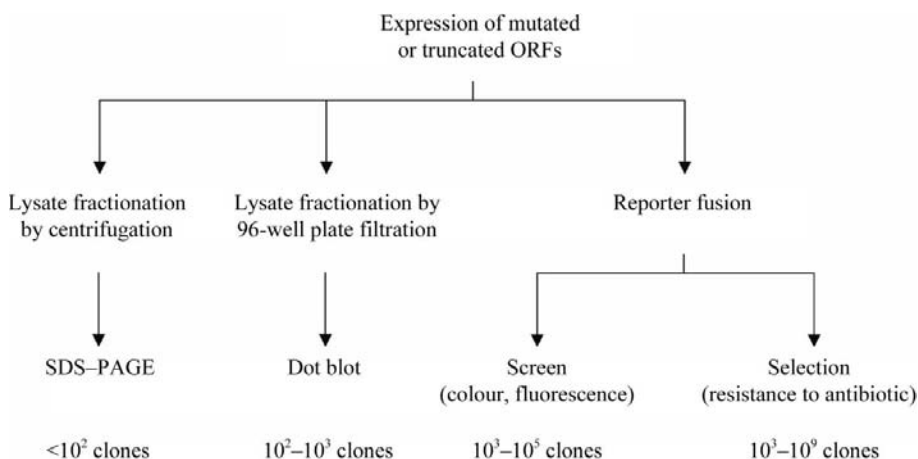 Expression of mutated
or truncated ORFs
Lysate fractionation
by centrifugation
Lysate fractionation by
96-well plate filtration
Reporter fusion
SDS–PAGE
Dot blot
Screen
(colour, fluorescence)
Selection
(resistance to antibiotic)
<10² clones
10²–10³ clones
10³–10⁵ clones
10³–10⁹ clones